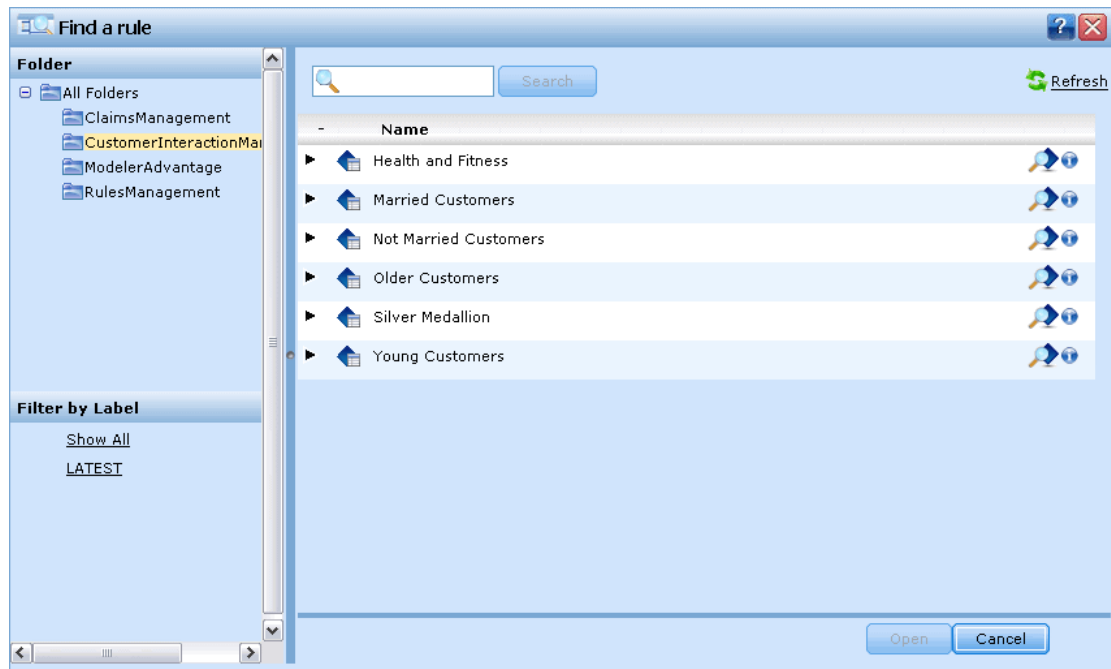 Find a rule
?
Folder
All Folders
ClaimsManagement
CustomerInteractionMa
ModelerAdvantage
RulesManagement
Filter by Label
Show All
LATEST
Search
Refresh
- Name
Health and Fitness
Married Customers
Not Married Customers
Older Customers
Silver Medallion
Young Customers
Open
Cancel